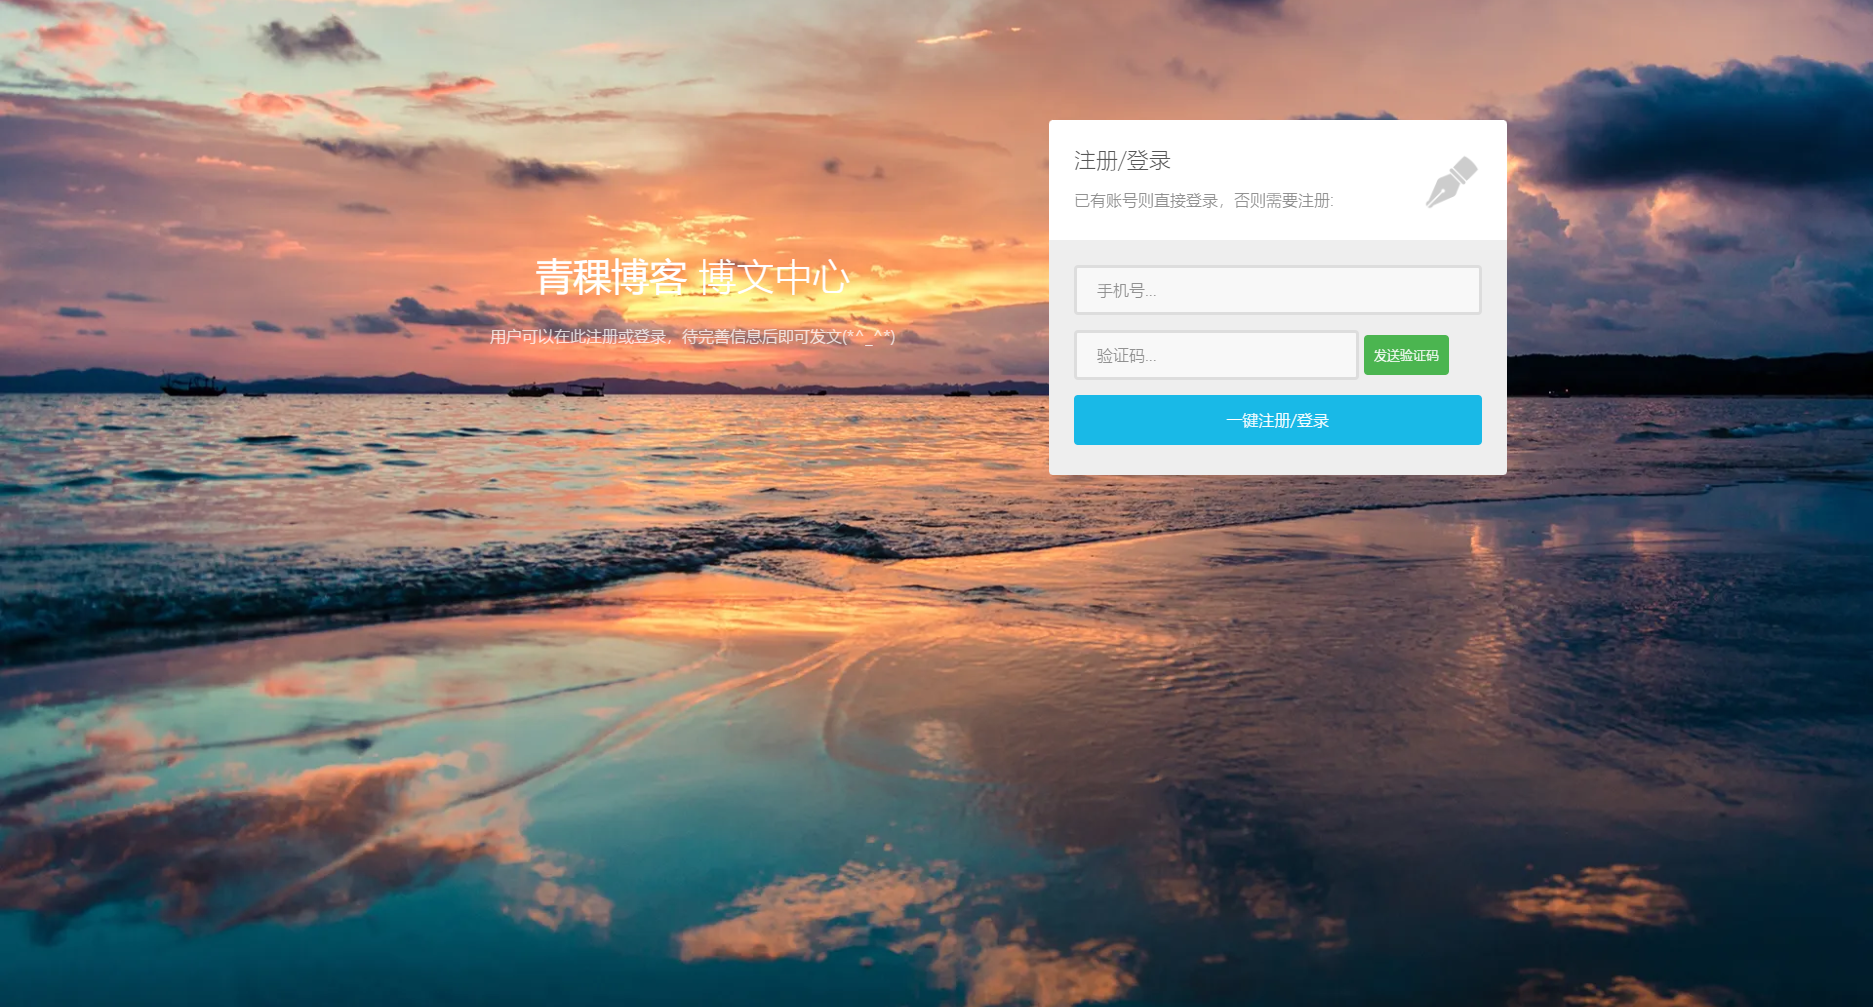 青稞博客 博文中心
用户可以在此注册或登录，待完善信息后即可发文(*^_^*)
注册/登录
已有账号则直接登录，否则需要注册:
手机号...
验证码...
发送验证码
一键注册/登录